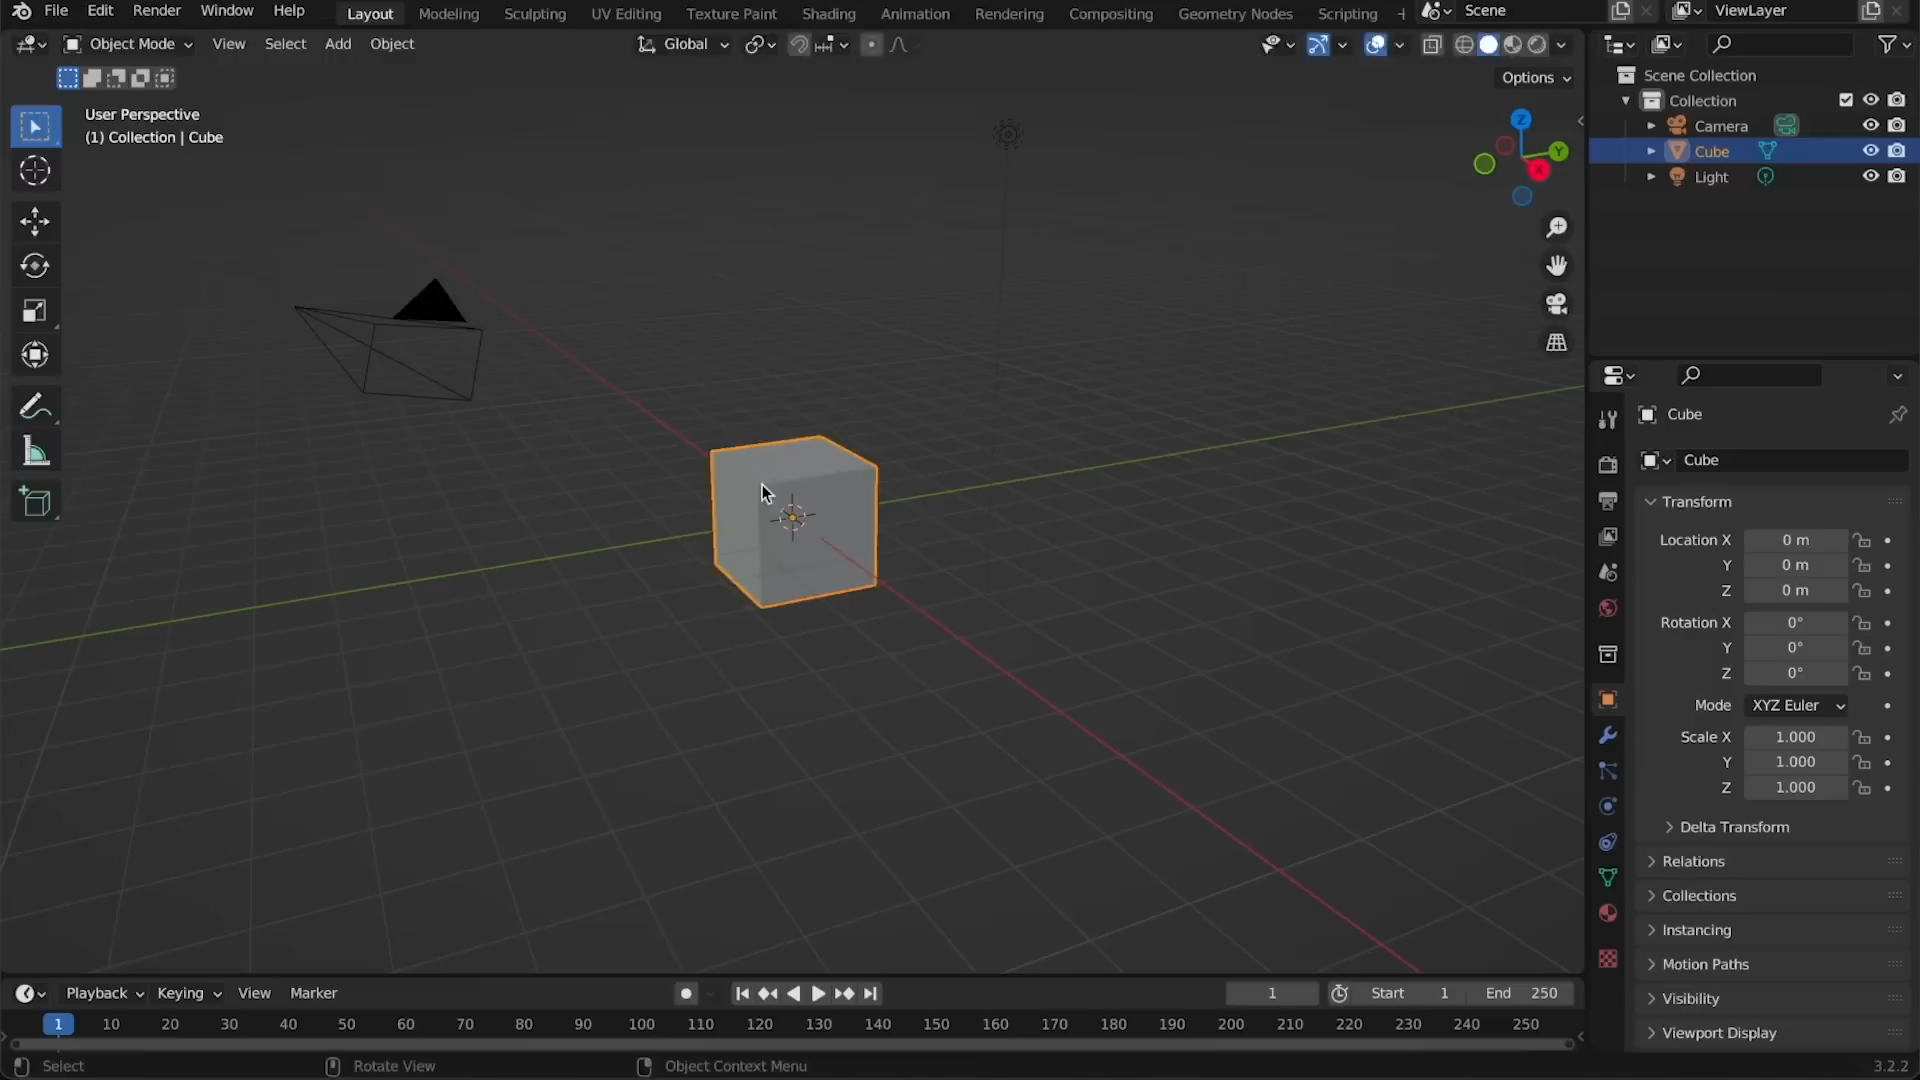 File Edit Render Window Help Layout Modeling Sculpting UV Editing Texture Paint Shading Animation Rendering Compositing Geometry Nodes Scripting Scene ViewLayer
Object Mode View Select Add Object Global
Options
User Perspective
(1) Collection | Cube
Z
Y
X
Scene Collection
Collection
Camera
Cube
Light
Cube
Cube
Transform
Location X 0 m
Y 0 m
Z 0 m
Rotation X 0°
Y 0°
Z 0°
Mode XYZ Euler
Scale X 1.000
Y 1.000
Z 1.000
Delta Transform
Relations
Collections
Instancing
Motion Paths
Visibility
Viewport Display
Playback Keying View Marker 1 Start 1 End 250
1 10 20 30 40 50 60 70 80 90 100 110 120 130 140 150 160 170 180 190 200 210 220 230 240 250
Select Rotate View Object Context Menu 3.2.2